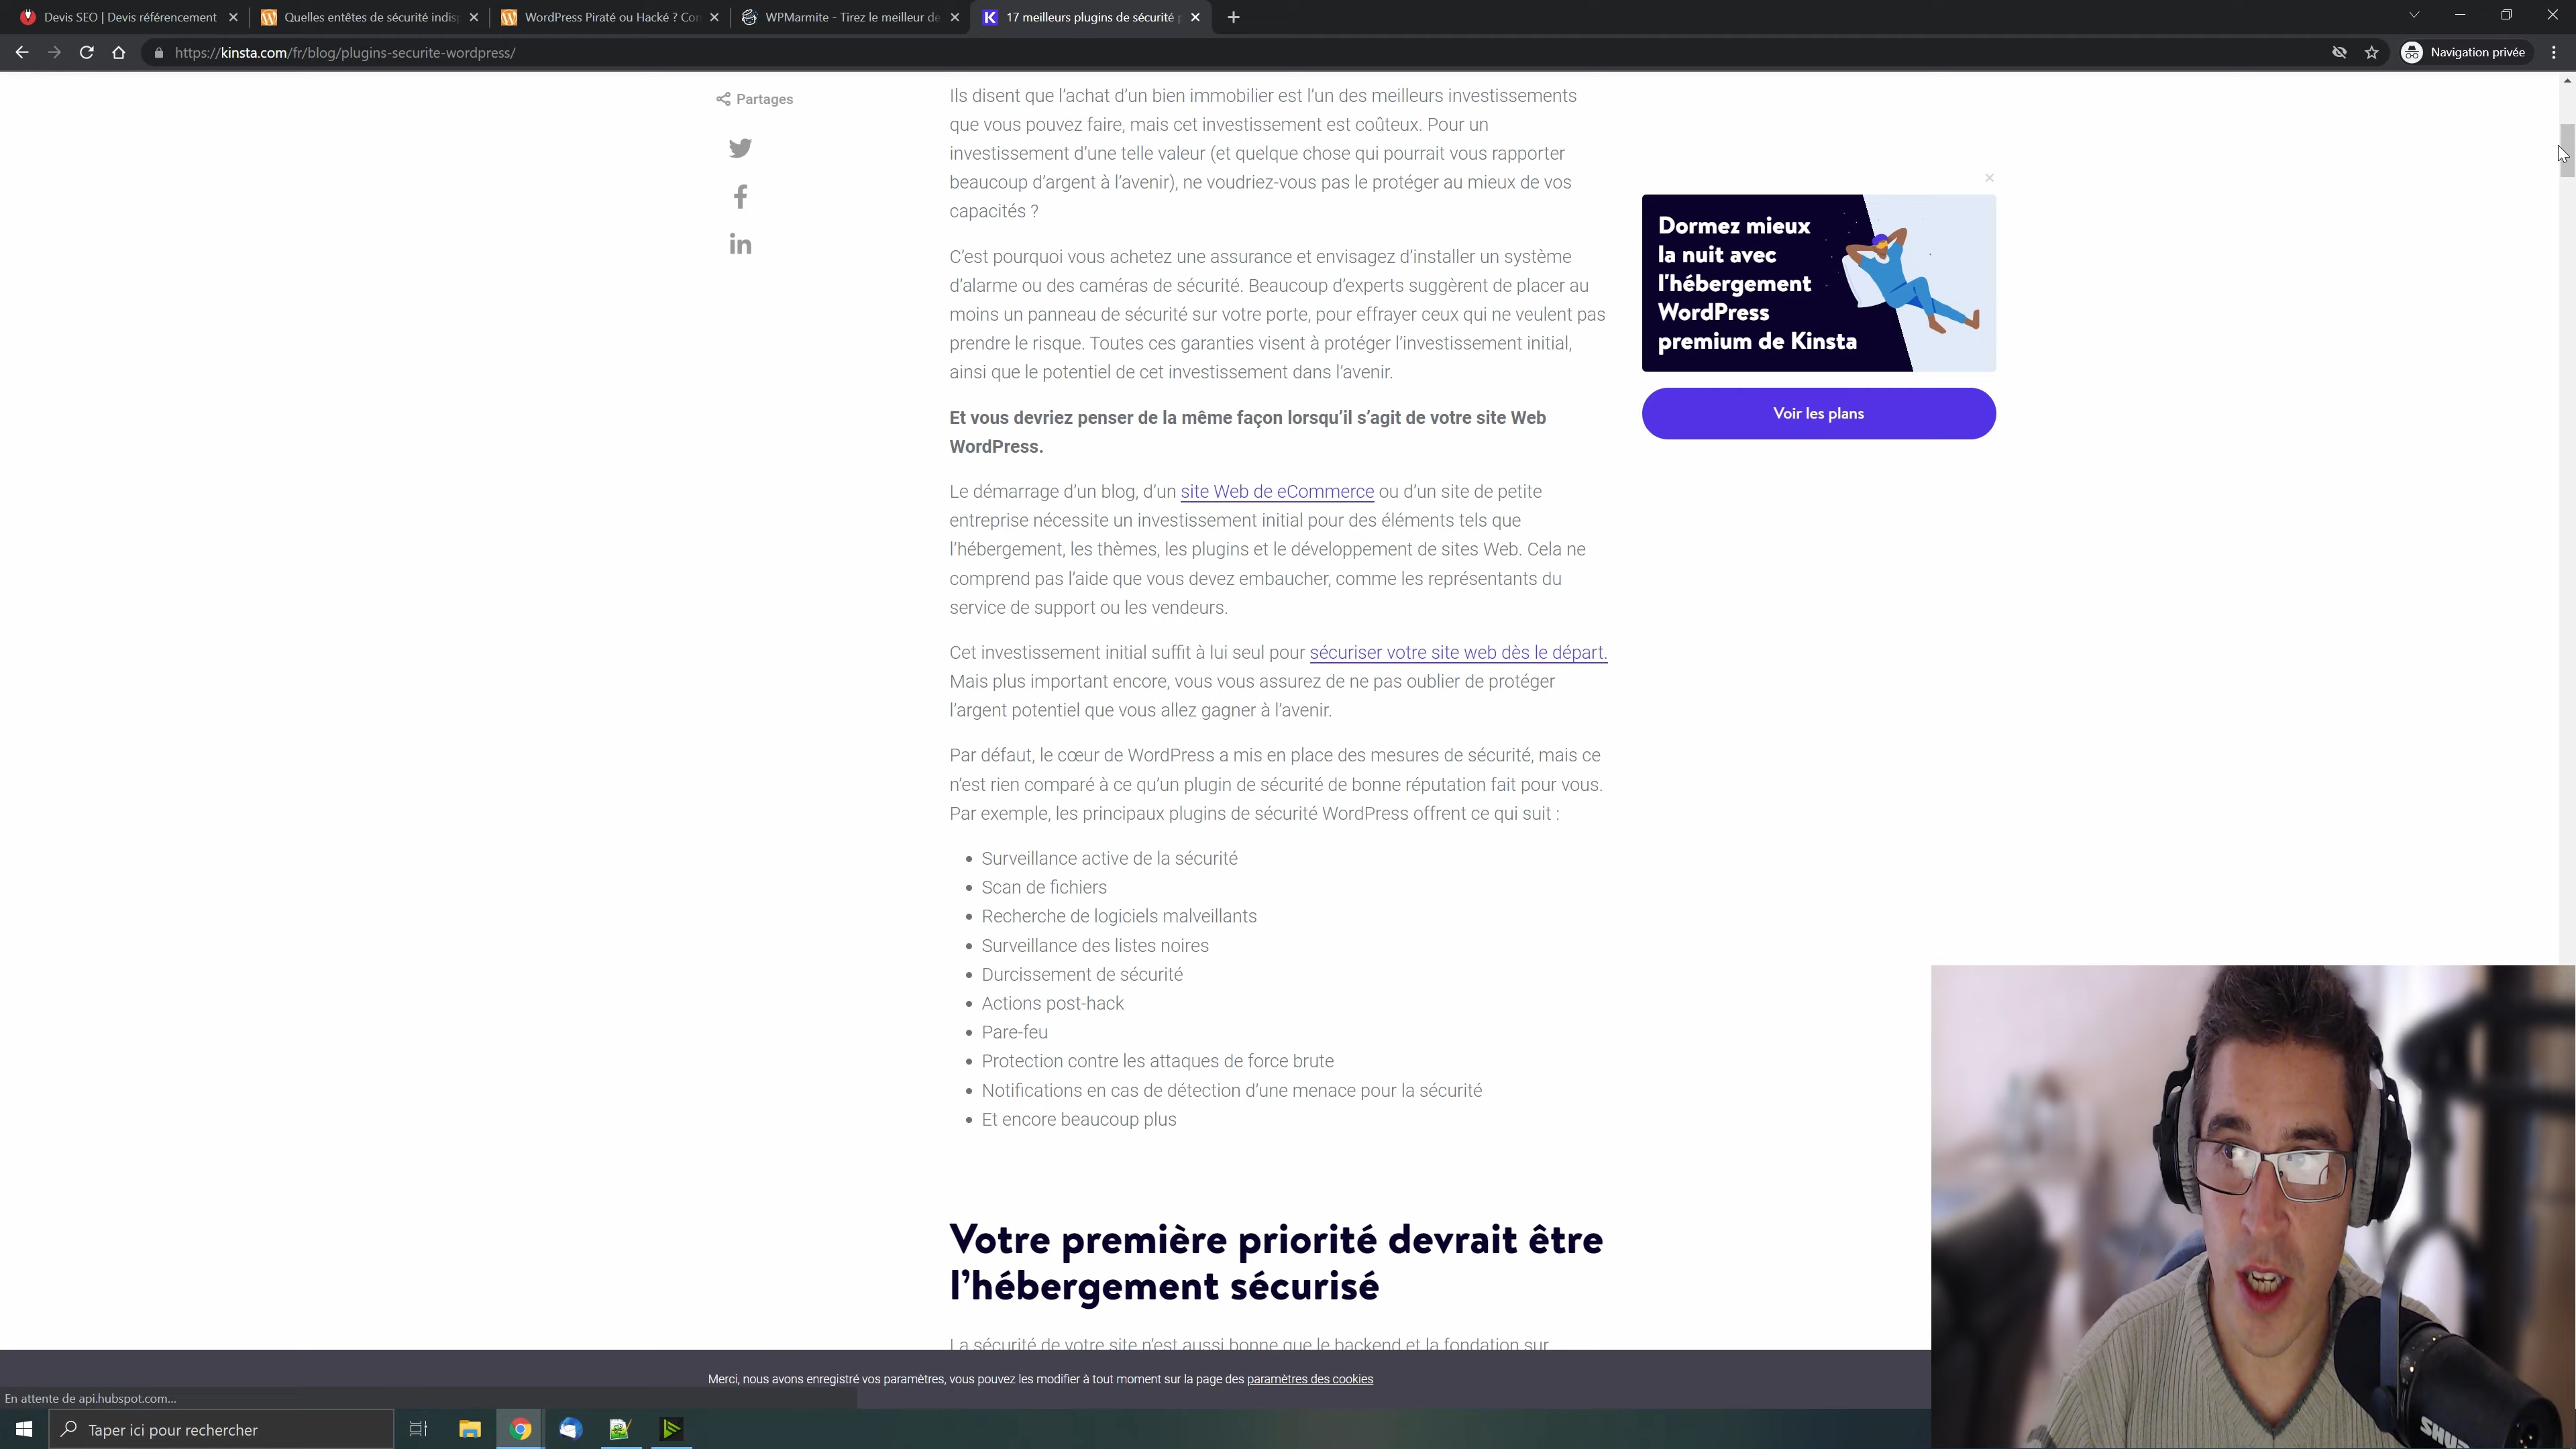 Devis SEO | Devis référencement
Quelles entêtes de sécurité indis
WordPress Piraté ou Hacké ? Con
WPMarmite - Tirez le meilleur de
17 meilleurs plugins de sécurité p
https://kinsta.com/fr/blog/plugins-securite-wordpress/
Navigation privée
Partages
Ils disent que l’achat d’un bien immobilier est l’un des meilleurs investissements
que vous pouvez faire, mais cet investissement est coûteux. Pour un
investissement d’une telle valeur (et quelque chose qui pourrait vous rapporter
beaucoup d’argent à l’avenir), ne voudriez-vous pas le protéger au mieux de vos
capacités ?
C’est pourquoi vous achetez une assurance et envisagez d’installer un système
d’alarme ou des caméras de sécurité. Beaucoup d’experts suggèrent de placer au
moins un panneau de sécurité sur votre porte, pour effrayer ceux qui ne veulent pas
prendre le risque. Toutes ces garanties visent à protéger l’investissement initial,
ainsi que le potentiel de cet investissement dans l’avenir.
Et vous devriez penser de la même façon lorsqu’il s’agit de votre site Web
WordPress.
Le démarrage d’un blog, d’un site Web de eCommerce ou d’un site de petite
entreprise nécessite un investissement initial pour des éléments tels que
l’hébergement, les thèmes, les plugins et le développement de sites Web. Cela ne
comprend pas l’aide que vous devez embaucher, comme les représentants du
service de support ou les vendeurs.
Cet investissement initial suffit à lui seul pour sécuriser votre site web dès le départ.
Mais plus important encore, vous vous assurez de ne pas oublier de protéger
l’argent potentiel que vous allez gagner à l’avenir.
Par défaut, le cœur de WordPress a mis en place des mesures de sécurité, mais ce
n’est rien comparé à ce qu’un plugin de sécurité de bonne réputation fait pour vous.
Par exemple, les principaux plugins de sécurité WordPress offrent ce qui suit :
• Surveillance active de la sécurité
• Scan de fichiers
• Recherche de logiciels malveillants
• Surveillance des listes noires
• Durcissement de sécurité
• Actions post-hack
• Pare-feu
• Protection contre les attaques de force brute
• Notifications en cas de détection d’une menace pour la sécurité
• Et encore beaucoup plus
Votre première priorité devrait être
l’hébergement sécurisé
La sécurité de votre site n’est aussi bonne que le backend et la fondation sur
Dormez mieux
la nuit avec
l’hébergement
WordPress
premium de Kinsta
Voir les plans
Merci, nous avons enregistré vos paramètres, vous pouvez les modifier à tout moment sur la page des paramètres des cookies
En attente de api.hubspot.com...
Taper ici pour rechercher